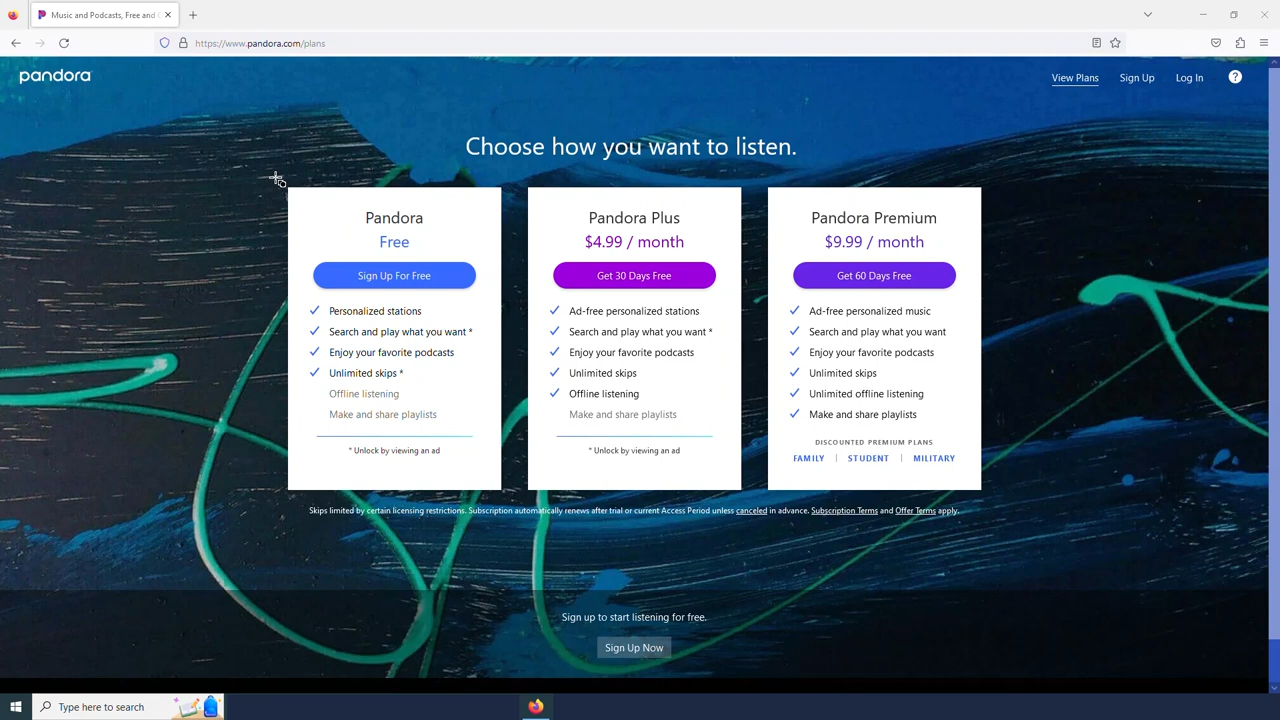 Music and Podcasts, Free and
https://www.pandora.com/plans
pandora
View Plans
Sign Up
Log In
?
Choose how you want to listen.
Pandora
Free
Sign Up For Free
Personalized stations
Search and play what you want *
Enjoy your favorite podcasts
Unlimited skips *
Offline listening
Make and share playlists
* Unlock by viewing an ad
Pandora Plus
$4.99 / month
Get 30 Days Free
Ad-free personalized stations
Search and play what you want *
Enjoy your favorite podcasts
Unlimited skips
Offline listening
Make and share playlists
* Unlock by viewing an ad
Pandora Premium
$9.99 / month
Get 60 Days Free
Ad-free personalized music
Search and play what you want
Enjoy your favorite podcasts
Unlimited skips
Unlimited offline listening
Make and share playlists
DISCOUNTED PREMIUM PLANS
FAMILY | STUDENT | MILITARY
Skips limited by certain licensing restrictions. Subscription automatically renews after trial or current Access Period unless canceled in advance. Subscription Terms and Offer Terms apply.
Sign up to start listening for free.
Sign Up Now
Type here to search